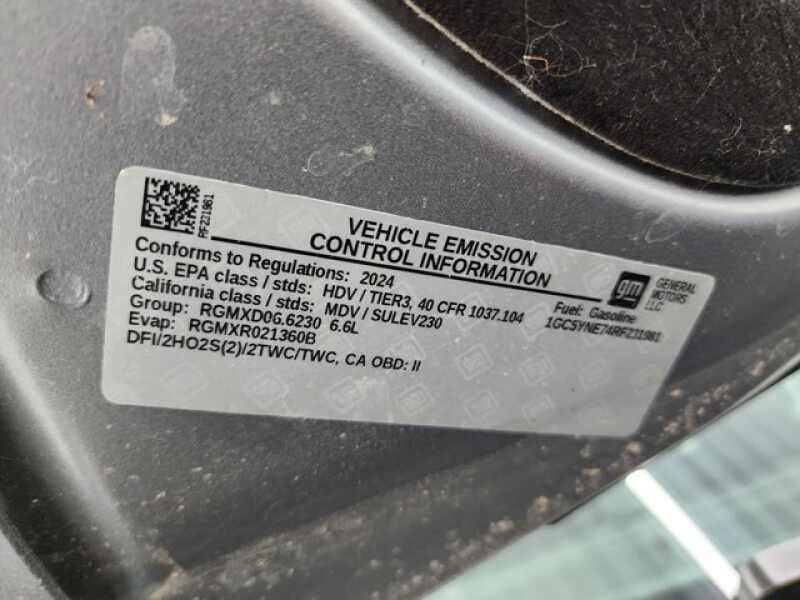 RF231981
VEHICLE EMISSION
CONTROL INFORMATION
Conforms to Regulations: 2024
U.S. EPA class / stds: HDV / TIER3, 40 CFR 1037.104
California class / stds: MDV / SULEV230
Group: RGMXD06.6230 6.6L
Evap: RGMXR021360B
DFI/2HO2S(2)/2TWC/TWC, CA OBD: II
Fuel: Gasoline
1GC5YNE74RF231981
gm
GENERAL
MOTORS
LLC